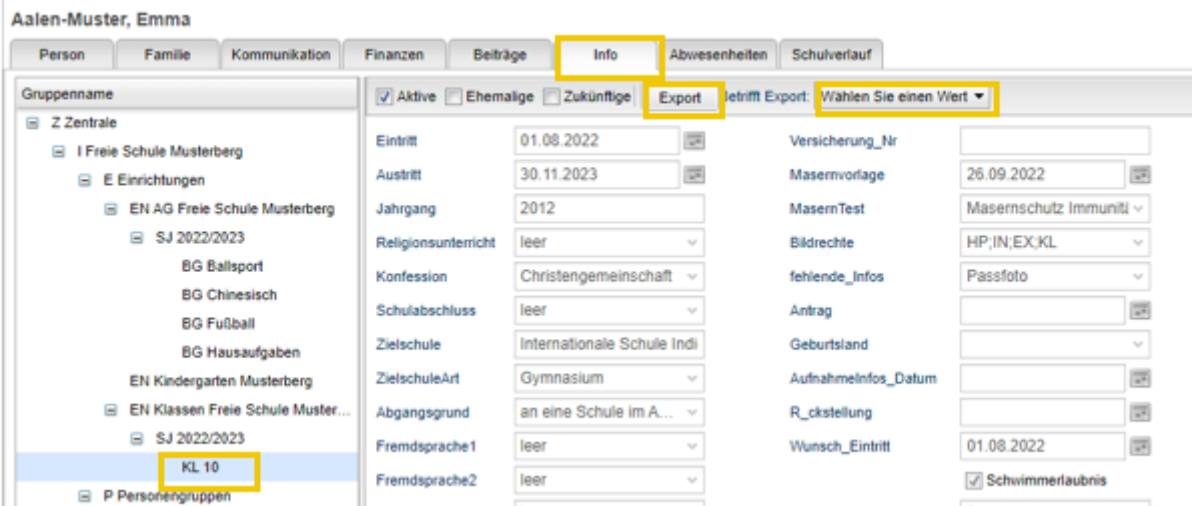 Aalen-Muster, Emma
Person Familie Kommunikation Finanzen Beiträge Info Abwesenheiten Schulverlauf
Gruppenname
Z Zentrale
I Freie Schule Musterberg
E Einrichtungen
EN AG Freie Schule Musterberg
SJ 2022/2023
BG Ballsport
BG Chinesisch
BG Fußball
BG Hausaufgaben
EN Kindergarten Musterberg
EN Klassen Freie Schule Muster...
SJ 2022/2023
KL 10
P Personengruppen
Aktive Ehemalige Zukünftige Export Betrifft Export: Wählen Sie einen Wert
Eintritt 01.08.2022
Austritt 30.11.2023
Jahrgang 2012
Religionsunterricht leer
Konfession Christengemeinschaft
Schulabschluss leer
Zielschule Internationale Schule Indi
ZielschuleArt Gymnasium
Abgangsgrund an eine Schule im A...
Fremdsprache1 leer
Fremdsprache2 leer
Versicherung_Nr
Masernvorlage 26.09.2022
MasernTest Masernschutz Immunitä
Bildrechte HP;IN;EX;KL
fehlende_Infos Passfoto
Antrag
Geburtsland
AufnahmeInfos_Datum
R_ckstellung
Wunsch_Eintritt 01.08.2022
Schwimmerlaubnis